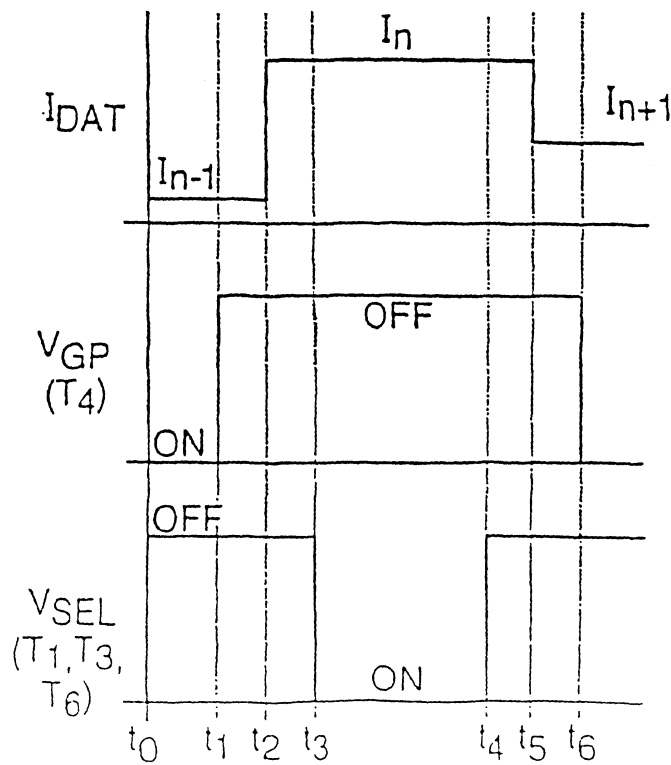 In
IDAT
In+1
In-1
OFF
VGP
(T4)
ON
OFF
VSEL
(T1,T3,
T6)
ON
t0 t1 t2 t3 t4 t5 t6